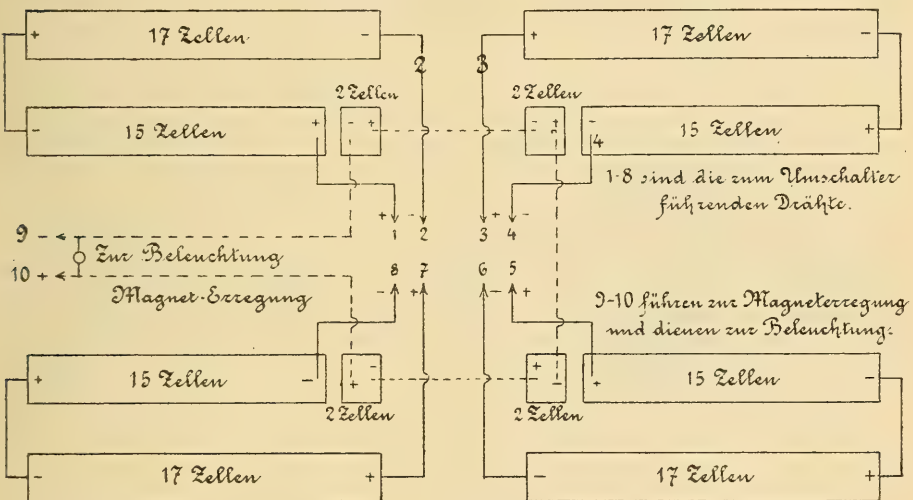 + 17 Zellen -
+ 17 Zellen -
2
3
2 Zellen
2 Zellen
- 15 Zellen +
- +
- +
- 4 15 Zellen +
1-8 sind die zum Umschalter
führenden Drähte.
+ - + -
9 -
1 2 3 4
Zur Beleuchtung
10 +
8 7 6 5
Magnet-Erregung
- + - +
9-10 führen zur Magneterregung
und dienen zur Beleuchtung.
+ 15 Zellen -
- +
+ -
+ 15 Zellen -
2 Zellen
2 Zellen
- 17 Zellen +
- 17 Zellen +